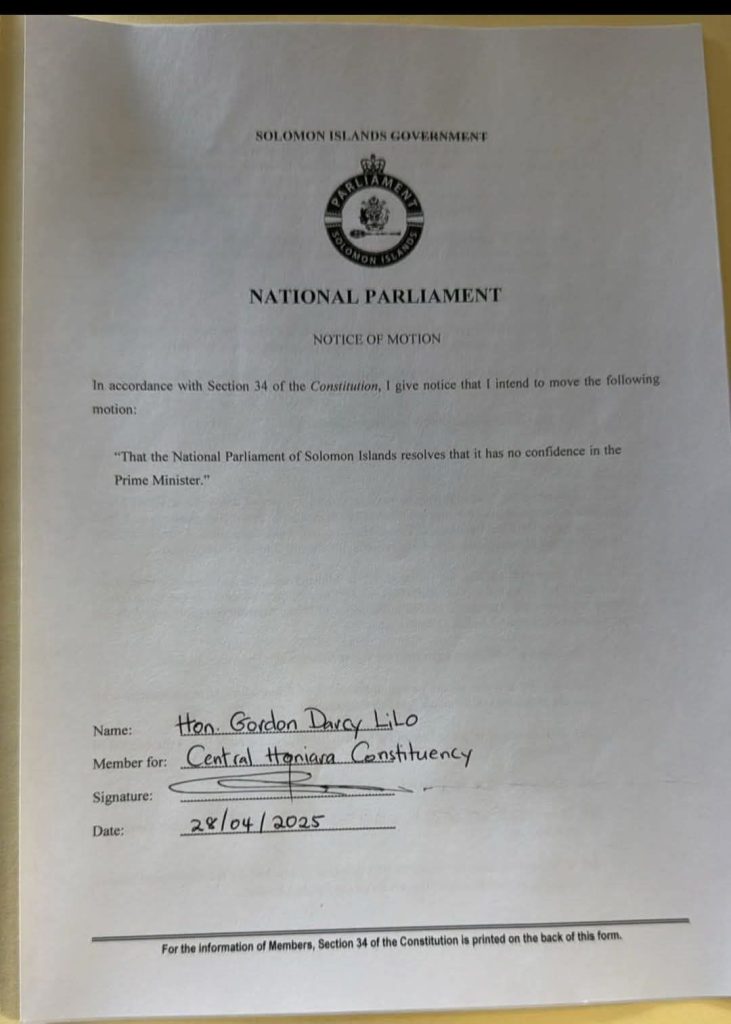 SOLOMON ISLANDS GOVERNMENT
PARLIAMENT
SOLOMON ISLANDS
NATIONAL PARLIAMENT
NOTICE OF MOTION
In accordance with Section 34 of the Constitution, I give notice that I intend to move the following
motion:
“That the National Parliament of Solomon Islands resolves that it has no confidence in the
Prime Minister.”
Name: Hon. Gordon Darcy Lilo
Member for: Central Honiara Constituency
Signature:
Date: 28/04/2025
For the Information of Members, Section 34 of the Constitution is printed on the back of this form.